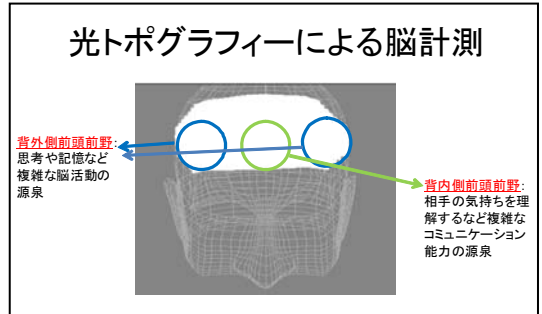 光トポグラフィーによる脳計測
背外側前頭前野:
思考や記憶など
複雑な脳活動の
源泉
背内側前頭前野:
相手の気持ちを理
解するなど複雑な
コミュニケーション
能力の源泉